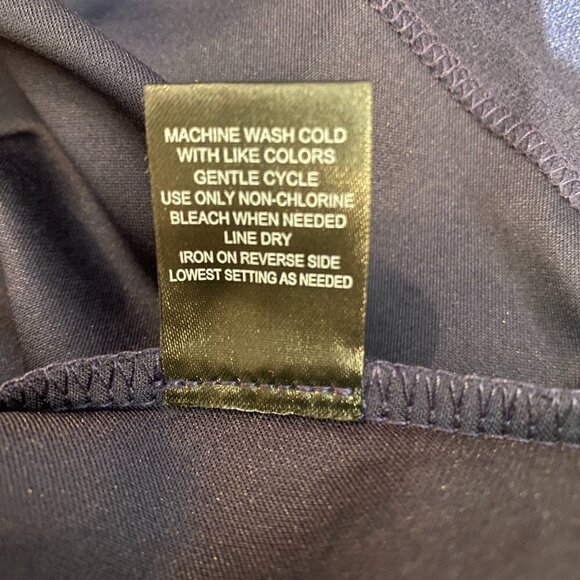 MACHINE WASH COLD
WITH LIKE COLORS
GENTLE CYCLE
USE ONLY NON-CHLORINE
BLEACH WHEN NEEDED
LINE DRY
IRON ON REVERSE SIDE
LOWEST SETTING AS NEEDED